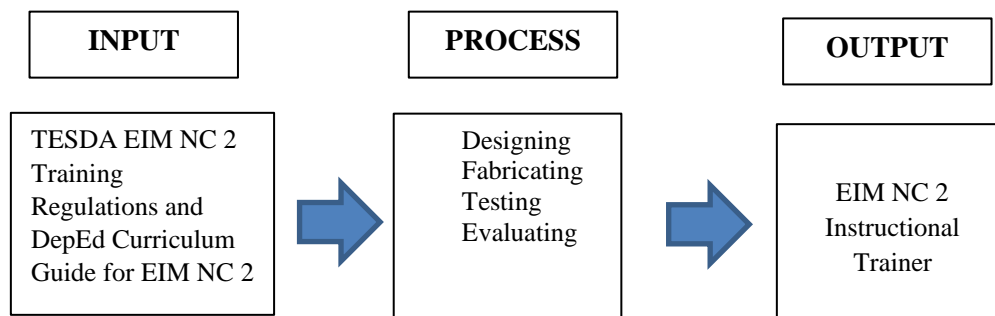 INPUT
PROCESS
OUTPUT
TESDA EIM NC 2
Training
Regulations and
DepEd Curriculum
Guide for EIM NC 2
Designing
Fabricating
Testing
Evaluating
EIM NC 2
Instructional
Trainer